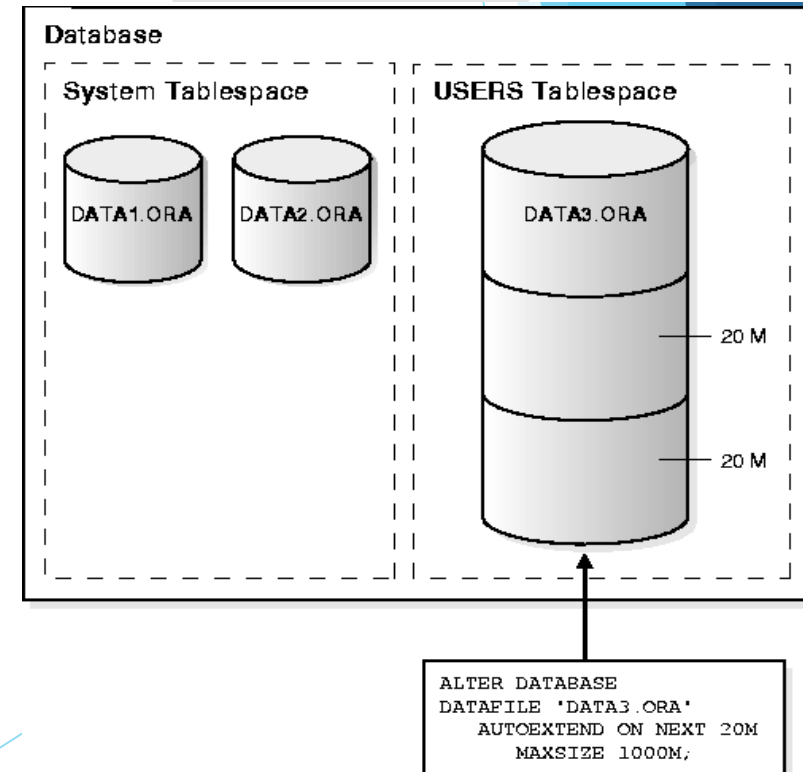 Database
System Tablespace
USERS Tablespace
DATA1.ORA
DATA2.ORA
DATA3.ORA
20 M
20 M
ALTER DATABASE
DATAFILE 'DATA3.ORA'
AUTOEXTEND ON NEXT 20M
MAXSIZE 1000M;